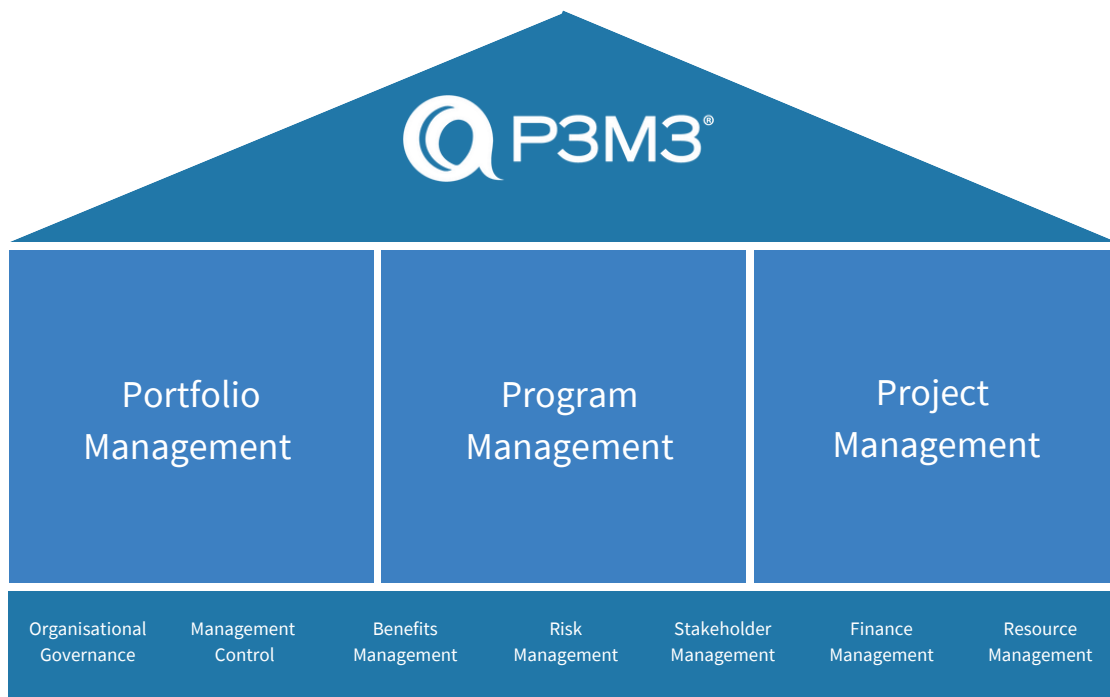 P3M3®
Portfolio
Management
Program
Management
Project
Management
Organisational
Governance
Management
Control
Benefits
Management
Risk
Management
Stakeholder
Management
Finance
Management
Resource
Management